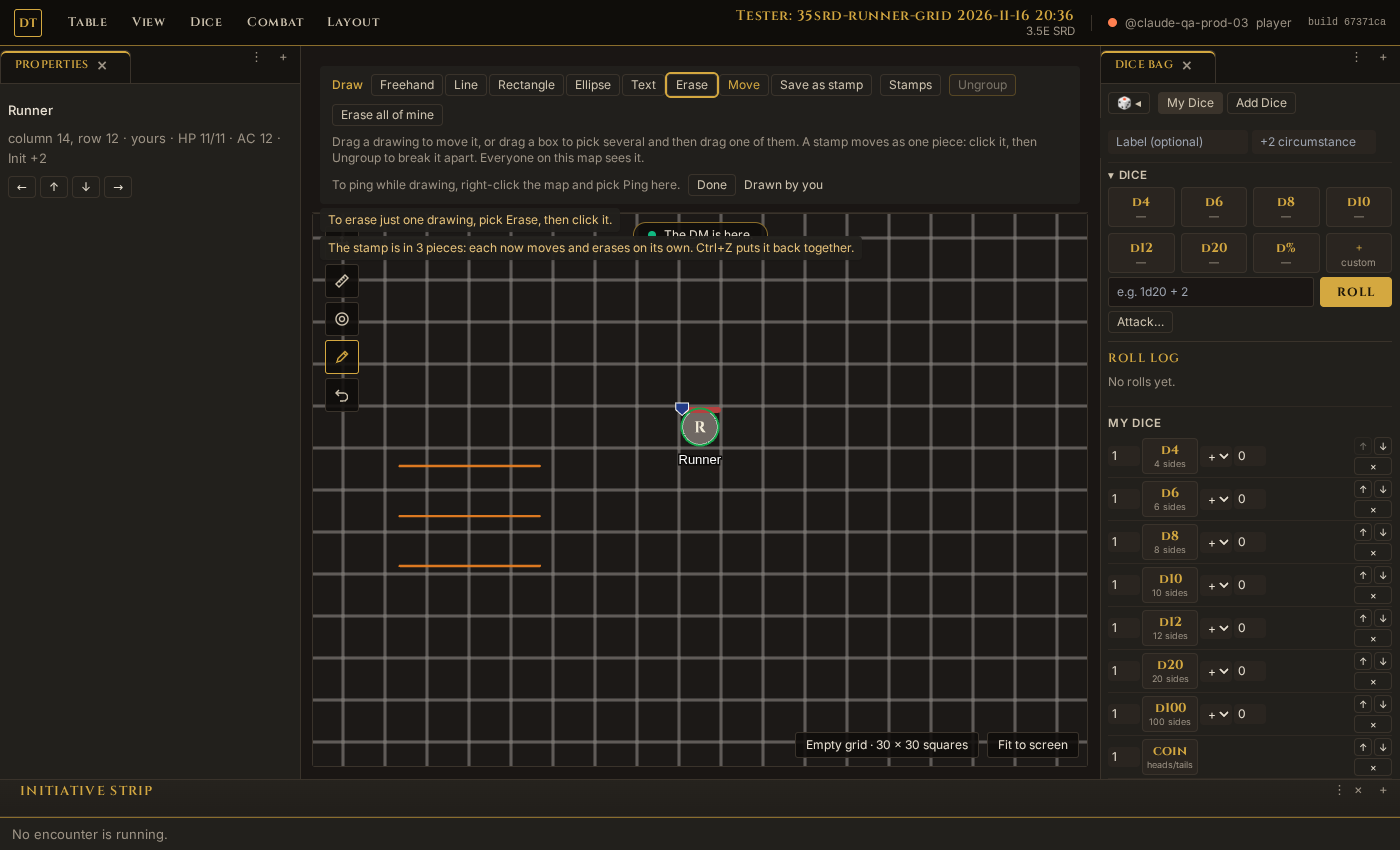 DT TABLE VIEW DICE COMBAT LAYOUT
TESTER: 35SRD-RUNNER-GRID 2026-11-16 20:36
3.5E SRD
@claude-qa-prod-03 player build 67371ca
PROPERTIES ×
Runner
column 14, row 12 · yours · HP 11/11 · AC 12 ·
Init +2
← ↑ ↓ →
Draw Freehand Line Rectangle Ellipse Text Erase Move Save as stamp Stamps Ungroup
Erase all of mine
Drag a drawing to move it, or drag a box to pick several and then drag one of them. A stamp moves as one piece: click it, then
Ungroup to break it apart. Everyone on this map sees it.
To ping while drawing, right-click the map and pick Ping here. Done Drawn by you
To erase just one drawing, pick Erase, then click it.
The DM is here
The stamp is in 3 pieces: each now moves and erases on its own. Ctrl+Z puts it back together.
R
Runner
Empty grid · 30 × 30 squares Fit to screen
DICE BAG ×
My Dice Add Dice
Label (optional) +2 circumstance
▾ DICE
D4 D6 D8 D10
— — — —
D12 D20 D% +
— — — custom
e.g. 1d20 + 2 ROLL
Attack...
ROLL LOG
No rolls yet.
MY DICE
1 D4 + 0
4 sides
1 D6 + 0
6 sides
1 D8 + 0
8 sides
1 D10 + 0
10 sides
1 D12 + 0
12 sides
1 D20 + 0
20 sides
1 D100 + 0
100 sides
1 COIN
heads/tails
INITIATIVE STRIP
No encounter is running.